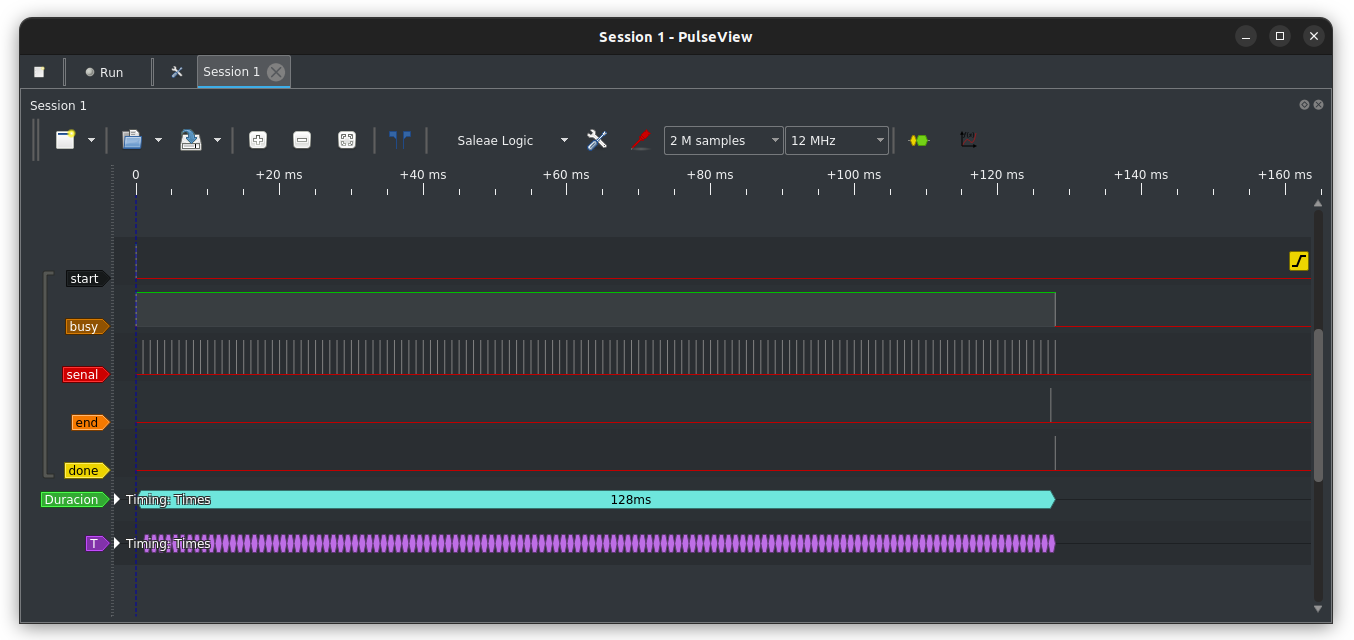 Session 1 - PulseView
Run
Session 1
Session 1
Saleae Logic
2 M samples
12 MHz
0 +20 ms +40 ms +60 ms +80 ms +100 ms +120 ms +140 ms +160 ms
start
busy
senal
end
done
Duracion Timing: Times 128ms
T Timing: Times